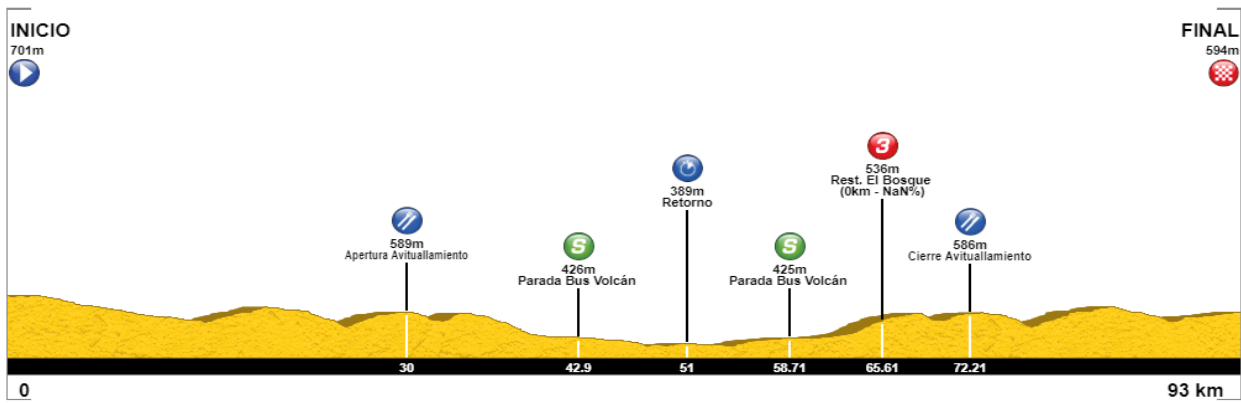 INICIO
701m
FINAL
594m
3
536m
Rest. El Bosque
(0km - NaN%)
389m
Retorno
589m
Apertura Avituallamiento
S
426m
Parada Bus Volcán
S
425m
Parada Bus Volcán
586m
Cierre Avituallamiento
30
42.9
51
58.71
65.61
72.21
0
93 km